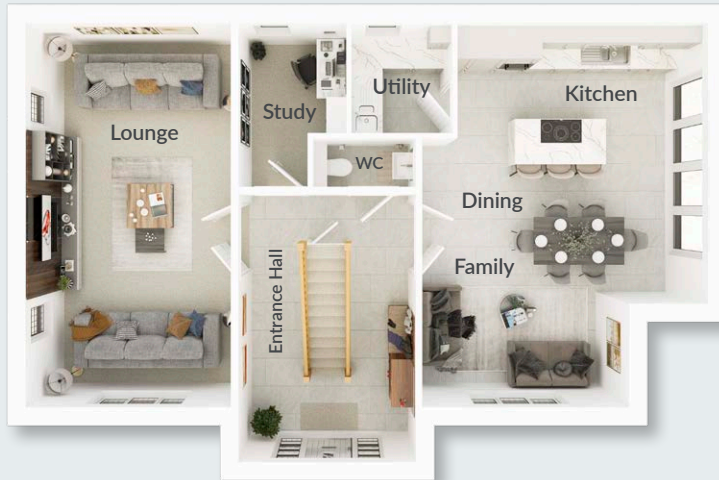 Lounge
Study
Utility
Kitchen
WC
Dining
Family
Entrance Hall